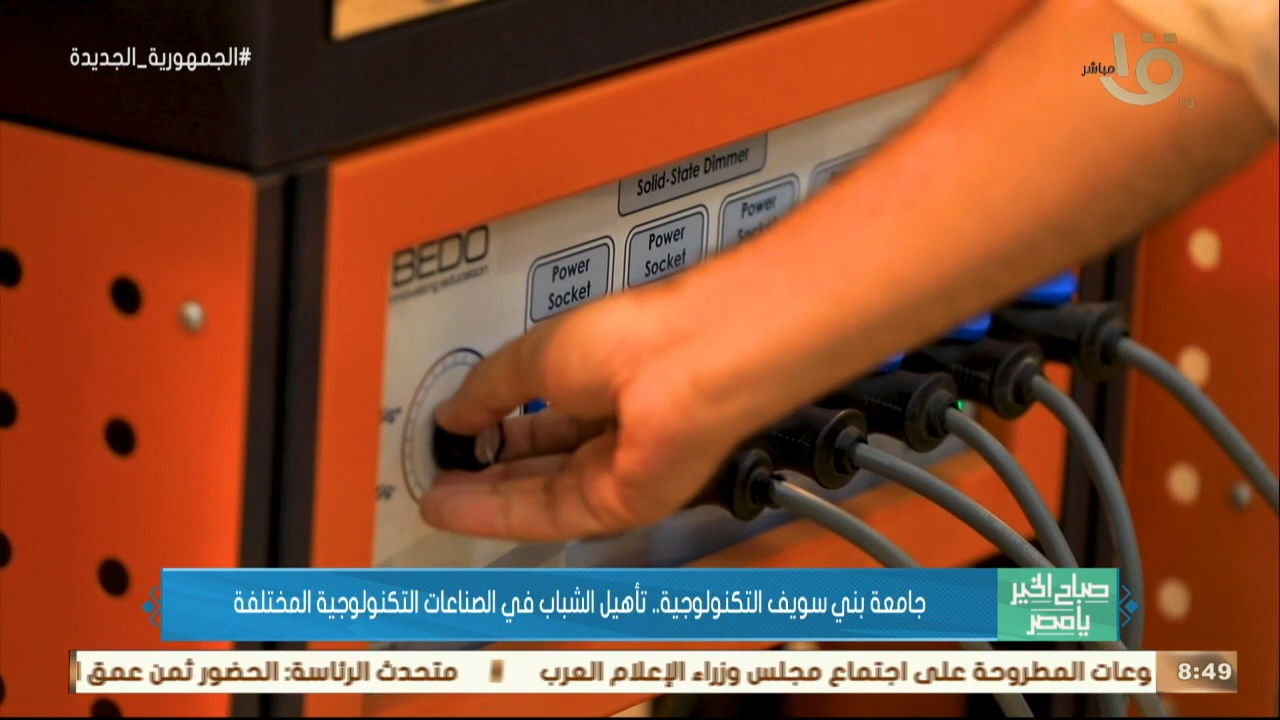 #الجمهورية_الجديدة
مباشر
Solid-State Dimmer
BEDO
Power
Socket
Power
Socket
Power
صباح الخير
يا مصر
جامعة بني سويف التكنولوجية.. تأهيل الشباب في الصناعات التكنولوجية المختلفة
8:49
وعات المطروحة على اجتماع مجلس وزراء الإعلام العرب
متحدث الرئاسة: الحضور ثمن عمق ا